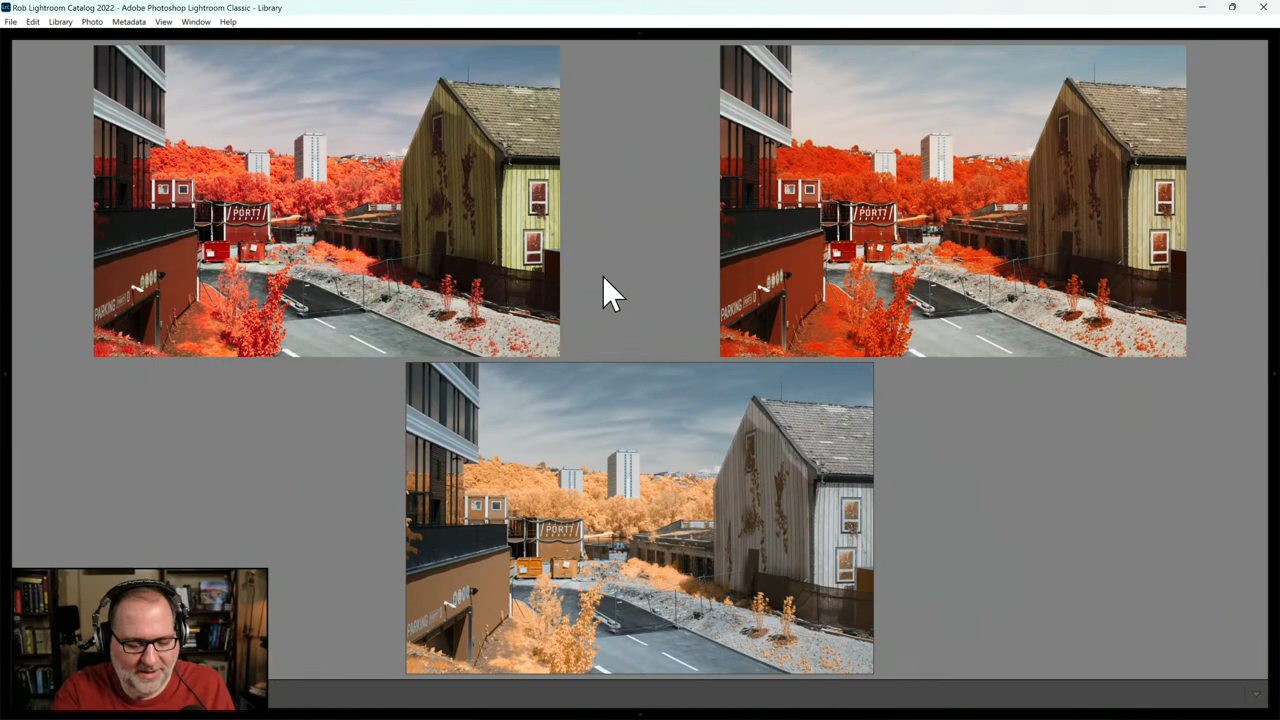 Rob Lightroom Catalog 2022 - Adobe Photoshop Lightroom Classic - Library
File Edit Library Photo Metadata View Window Help
PORT7
PARKING
PORT7
PARKING
PORT7
PARKING